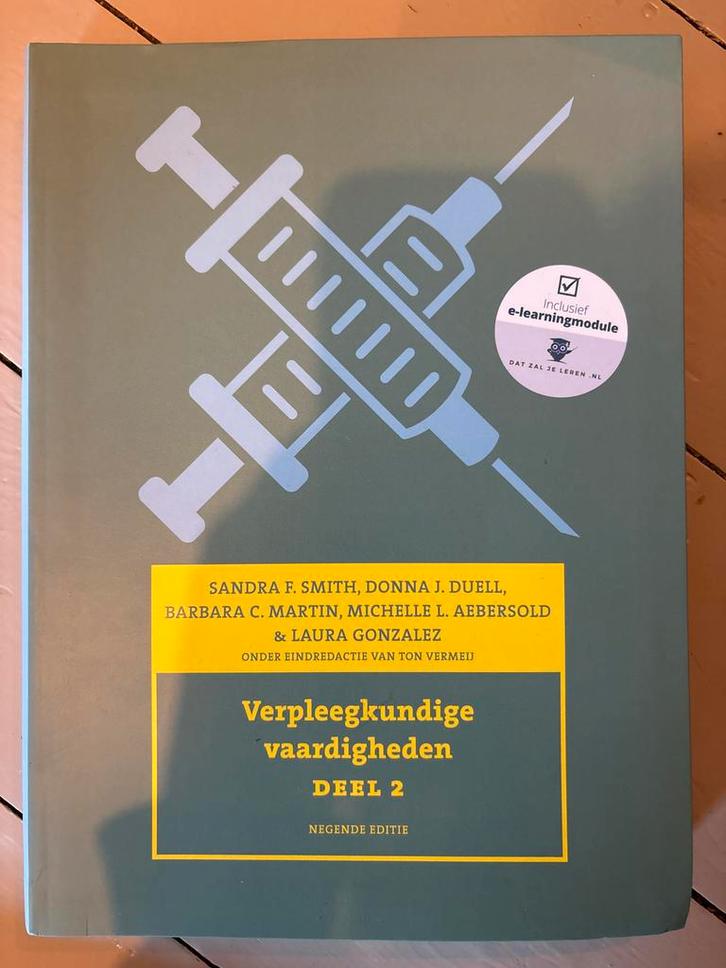 Inclusief
e-learningmodule
DAT ZAL JE LEREN .NL
SANDRA F. SMITH, DONNA J. DUELL,
BARBARA C. MARTIN, MICHELLE L. AEBERSOLD
& LAURA GONZALEZ
ONDER EINDREDACTIE VAN TON VERMEIJ
Verpleegkundige
vaardigheden
DEEL 2
NEGENDE EDITIE